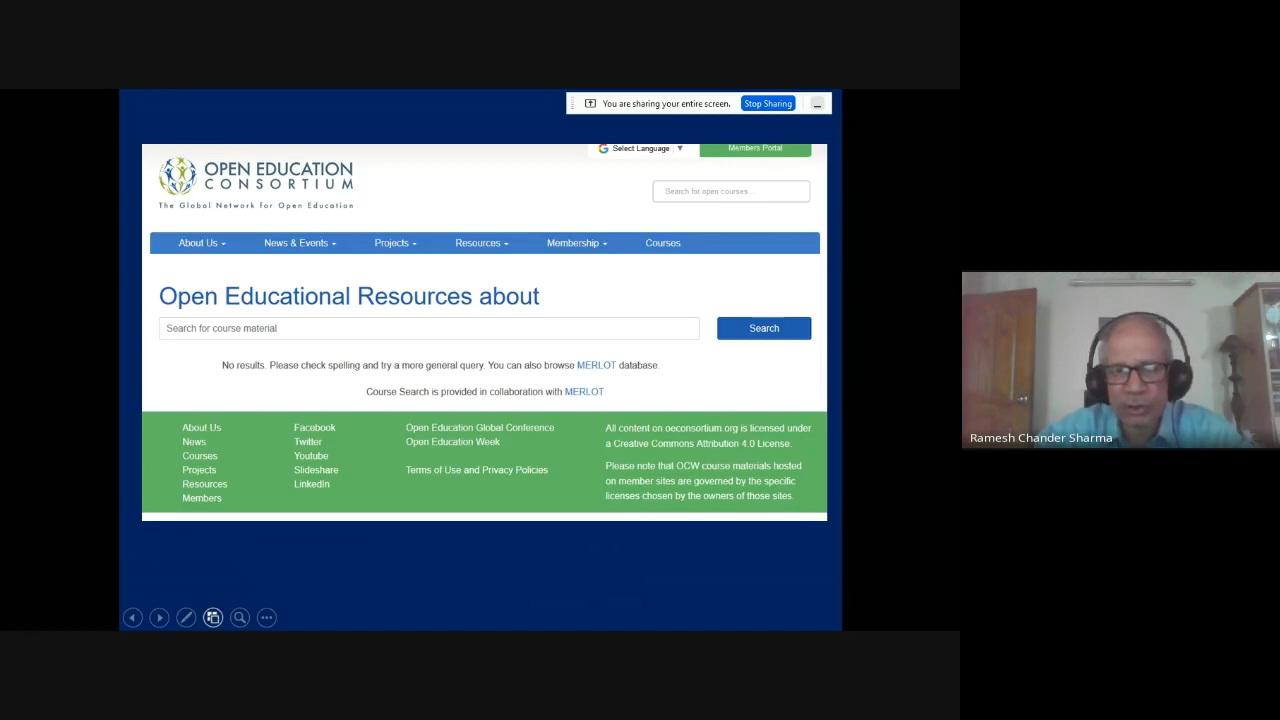 You are sharing your entire screen. Stop Sharing
Select Language ▼ Members Portal
OPEN EDUCATION
CONSORTIUM
The Global Network for Open Education
Search for open courses ...
About Us News & Events Projects Resources Membership Courses
Open Educational Resources about
Search for course material Search
No results. Please check spelling and try a more general query. You can also browse MERLOT database.
Course Search is provided in collaboration with MERLOT
About Us
News
Courses
Projects
Resources
Members
Facebook
Twitter
Youtube
Slideshare
LinkedIn
Open Education Global Conference
Open Education Week
Terms of Use and Privacy Policies
All content on oeconsortium.org is licensed under
a Creative Commons Attribution 4.0 License.
Please note that OCW course materials hosted
on member sites are governed by the specific
licenses chosen by the owners of those sites.
Ramesh Chander Sharma